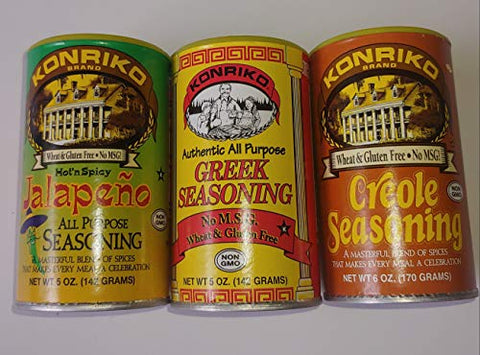 KONRIKO
BRAND
Wheat & Gluten Free • No MSG!
Hot'n Spicy
Jalapeño
ALL PURPOSE
SEASONING
NON
GMO
A MASTERFUL BLEND OF SPICES
THAT MAKES EVERY MEAL A CELEBRATION
NET WT 5 OZ. (142 GRAMS)
KONRIKO
Authentic All Purpose
GREEK
SEASONING
No M.S.G.
Wheat & Gluten Free
NON
GMO
NET WT 5 OZ. (142 GRAMS)
KONRIKO
BRAND
Wheat & Gluten Free • No MSG!
Creole
Seasoning
NON
GMO
A MASTERFUL BLEND OF SPICES
THAT MAKES EVERY MEAL A CELEBRATION
NET WT 6 OZ. (170 GRAMS)